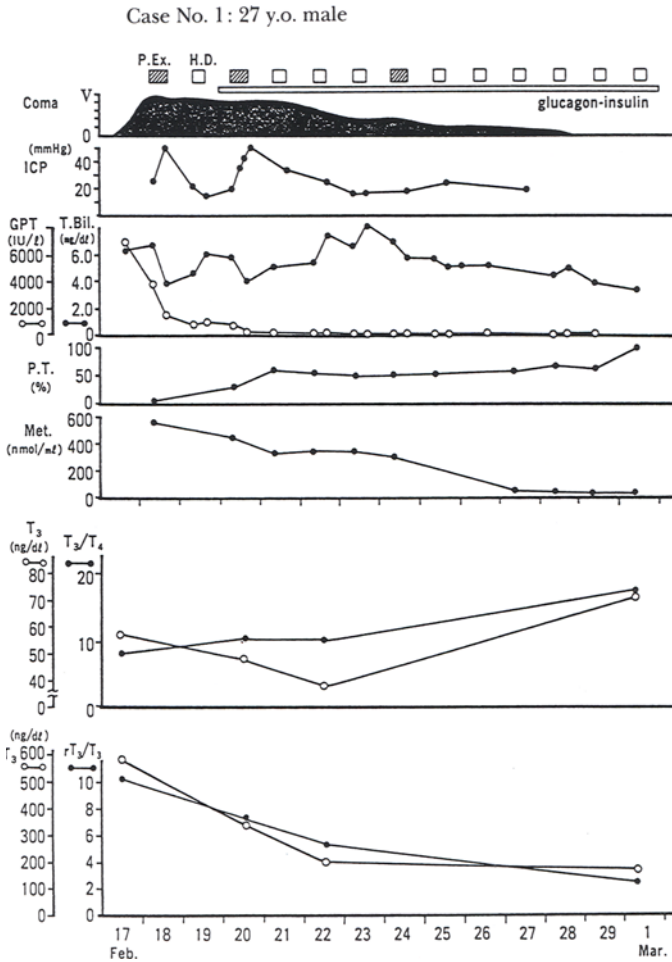 Case No. 1: 27 y.o. male
P.Ex. H.D.
glucagon-insulin
Coma V 0
(mmHg)
ICP
40
20
GPT T.Bil.
(IU/ℓ) (mg/dℓ)
6000 6.0
4000 4.0
2000 2.0
0 0
P.T.
(%)
100
50
0
Met.
(nmol/mℓ)
600
400
200
0
T3 T3/T4
(ng/dℓ)
80 20
70
60
50 10
40
0 0
(ng/dℓ)
T3 rT3/T3
600
500 10
400 8
300 6
200 4
100 2
0 0
17 18 19 20 21 22 23 24 25 26 27 28 29 1
Feb. Mar.